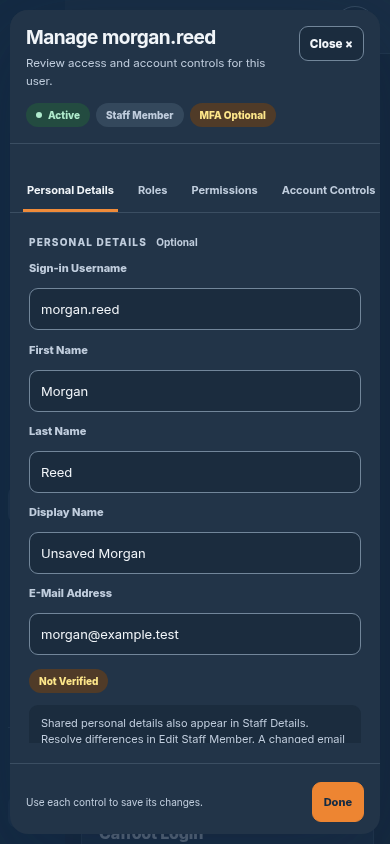 Manage morgan.reed
Close ×
Review access and account controls for this
user.
Active
Staff Member
MFA Optional
Personal Details
Roles
Permissions
Account Controls
PERSONAL DETAILS Optional
Sign-in Username
morgan.reed
First Name
Morgan
Last Name
Reed
Display Name
Unsaved Morgan
E-Mail Address
morgan@example.test
Not Verified
Shared personal details also appear in Staff Details.
Resolve differences in Edit Staff Member. A changed email
Use each control to save its changes.
Done
Login